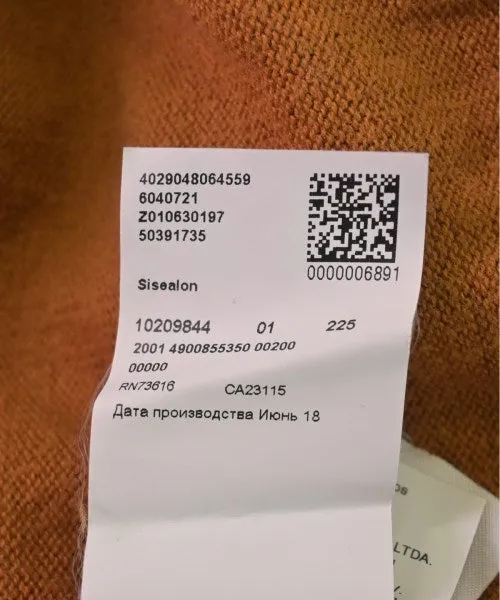 4029048064559
6040721
Z010630197
50391735
0000006891
Sisealon
10209844 01 225
2001 4900855350 00200
00000
RN73616 CA23115
Дата производства Июнь 18
LTDA.